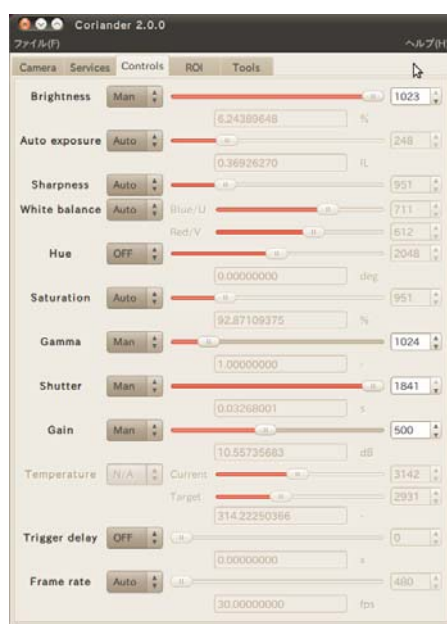 Coriander 2.0.0
ファイル(F) ヘルプ(H)
Camera Services Controls ROI Tools
Brightness Man 1023
6.24389648 %
Auto exposure Auto 248
0.36926270 fL
Sharpness Auto 951
White balance Auto Blue/U 711
Red/V 612
Hue OFF 2048
0.00000000 deg
Saturation Auto 951
92.87109375 %
Gamma Man 1024
1.00000000 -
Shutter Man 1841
0.03268001 s
Gain Man 500
10.55735683 dB
Temperature N/A Current 3142
Target 2931
314.22250366 -
Trigger delay OFF 0
0.00000000 s
Frame rate Auto 480
30.00000000 fps